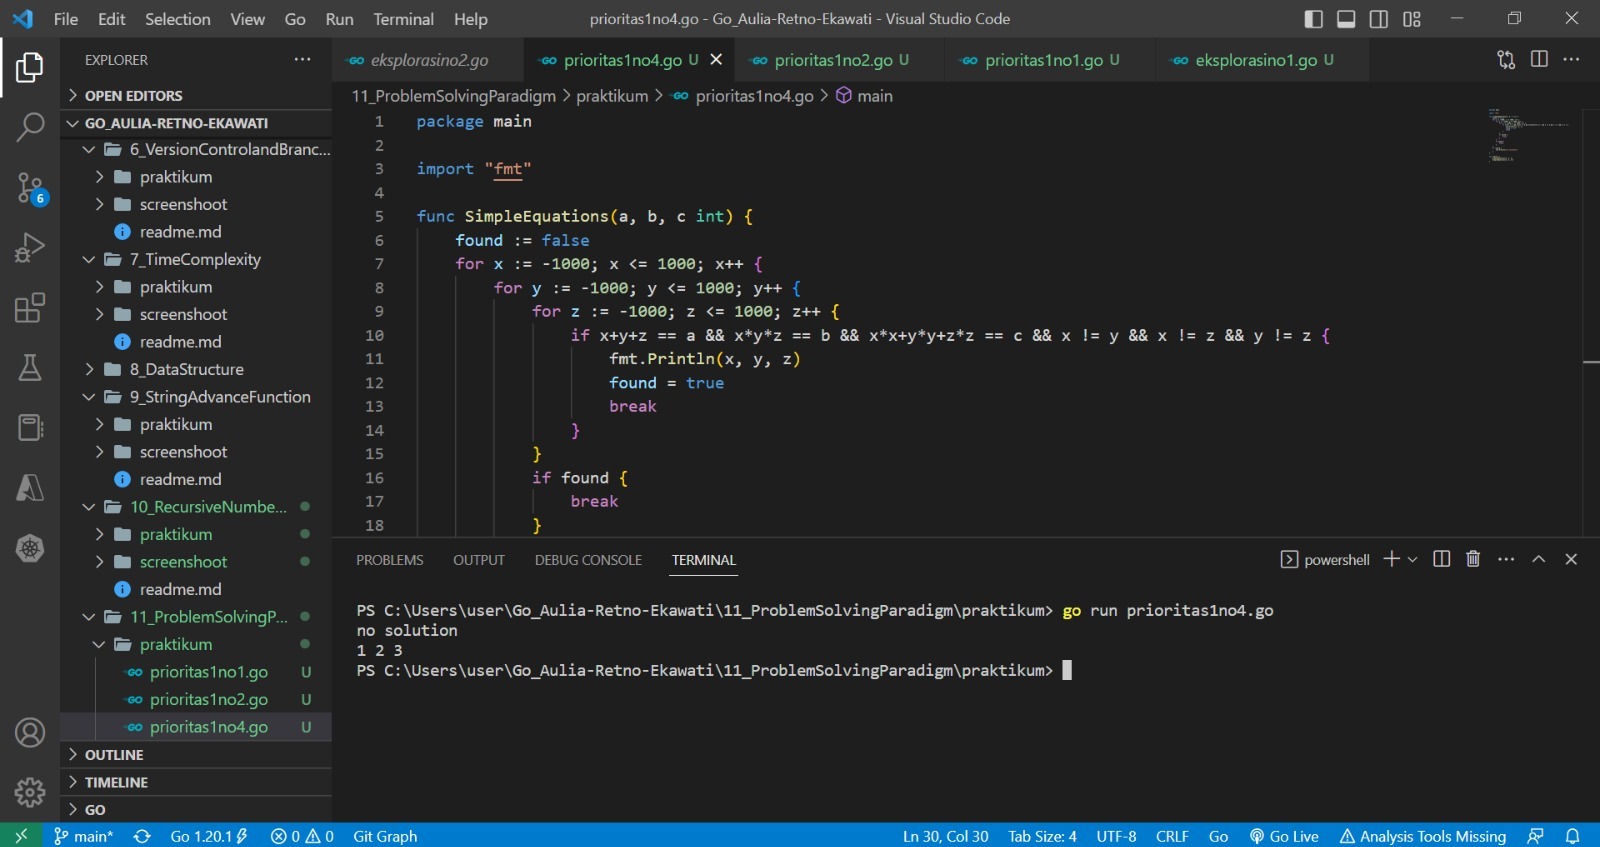 File Edit Selection View Go Run Terminal Help
prioritas1no4.go - Go_Aulia-Retno-Ekawati - Visual Studio Code
EXPLORER
OPEN EDITORS
GO_AULIA-RETNO-EKAWATI
6_VersionControlandBranc...
praktikum
screenshoot
readme.md
7_TimeComplexity
praktikum
screenshoot
readme.md
8_DataStructure
9_StringAdvanceFunction
praktikum
screenshoot
readme.md
10_RecursiveNumbe...
praktikum
screenshoot
readme.md
11_ProblemSolvingP...
praktikum
prioritas1no1.go U
prioritas1no2.go U
prioritas1no4.go U
OUTLINE
TIMELINE
GO
6
eksplorasino2.go prioritas1no4.go U prioritas1no2.go U prioritas1no1.go U eksplorasino1.go U
11_ProblemSolvingParadigm > praktikum > prioritas1no4.go > main
1 package main
2
3 import "fmt"
4
5 func SimpleEquations(a, b, c int) {
6 found := false
7 for x := -1000; x <= 1000; x++ {
8 for y := -1000; y <= 1000; y++ {
9 for z := -1000; z <= 1000; z++ {
10 if x+y+z == a && x*y*z == b && x*x+y*y+z*z == c && x != y && x != z && y != z {
11 fmt.Println(x, y, z)
12 found = true
13 break
14 }
15 }
16 if found {
17 break
18 }
PROBLEMS OUTPUT DEBUG CONSOLE TERMINAL
powershell
PS C:\Users\user\Go_Aulia-Retno-Ekawati\11_ProblemSolvingParadigm\praktikum> go run prioritas1no4.go
no solution
1 2 3
PS C:\Users\user\Go_Aulia-Retno-Ekawati\11_ProblemSolvingParadigm\praktikum>
main* Go 1.20.1 0 0 Git Graph
Ln 30, Col 30 Tab Size: 4 UTF-8 CRLF Go Go Live Analysis Tools Missing